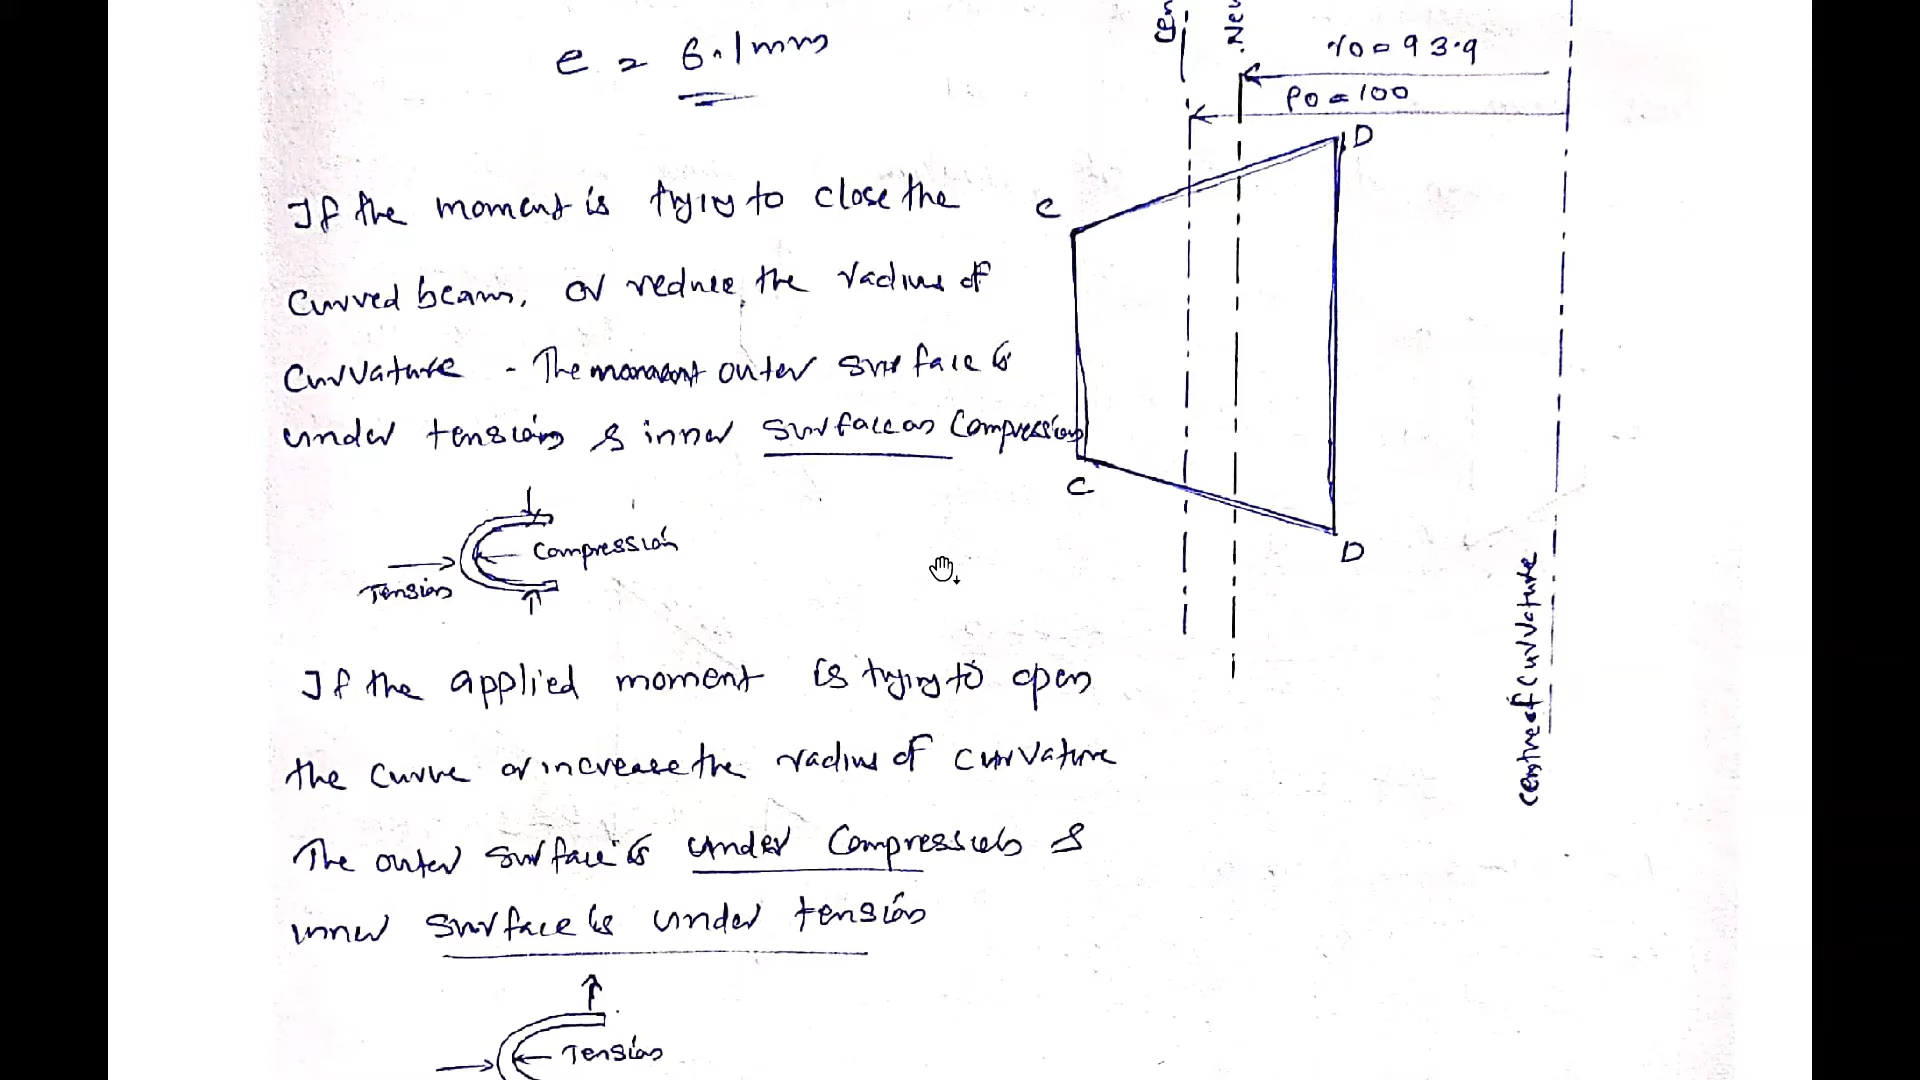 e = 6.1mm
If the moment is trying to close the
Curved beam, or reduce, the radius of
Curvature - The moment outer surface is
under tension & inner surface as Compression
Compression
Tension
If the applied moment is trying to open
the curve or increase the radius of curvature
The outer surface is under Compression &
inner surface is under tension
Tension
r0 = 93.9
ρ0 = 100
D
C
C
D
centre of curvature